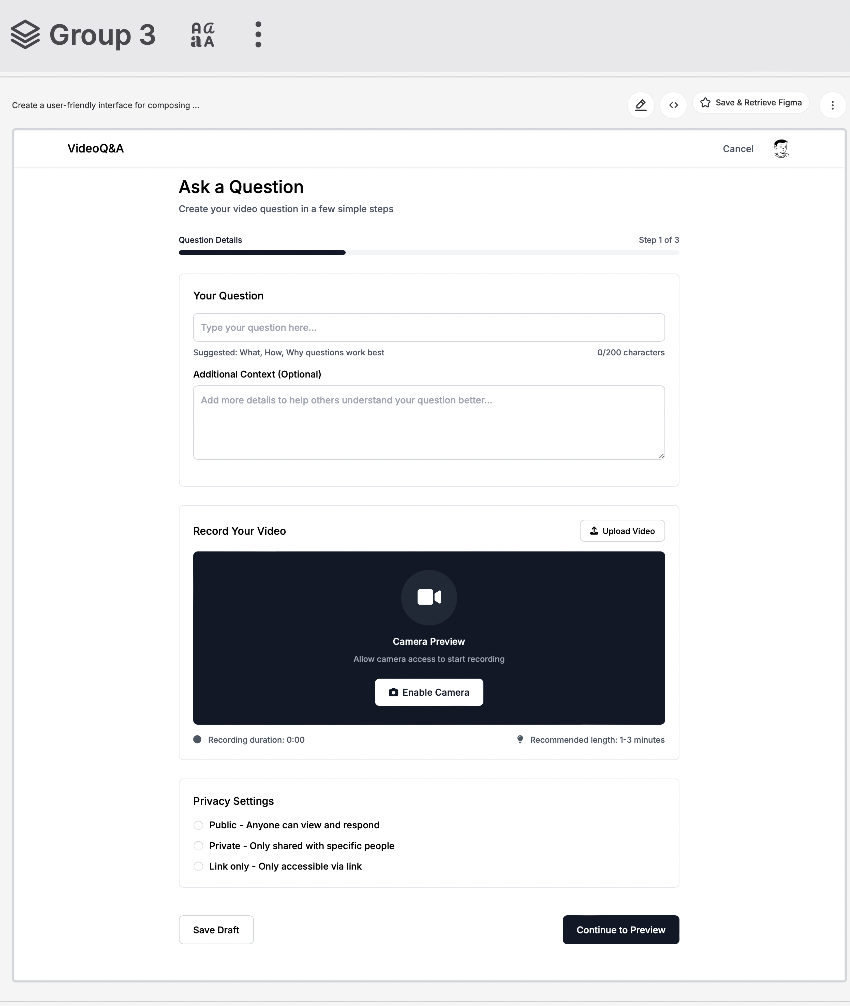 Group 3
Aa
aA
Create a user-friendly interface for composing ...
Save & Retrieve Figma
VideoQ&A
Cancel
Ask a Question
Create your video question in a few simple steps
Question Details
Step 1 of 3
Your Question
Type your question here...
Suggested: What, How, Why questions work best
0/200 characters
Additional Context (Optional)
Add more details to help others understand your question better...
Record Your Video
Upload Video
Camera Preview
Allow camera access to start recording
Enable Camera
Recording duration: 0:00
Recommended length: 1-3 minutes
Privacy Settings
Public - Anyone can view and respond
Private - Only shared with specific people
Link only - Only accessible via link
Save Draft
Continue to Preview